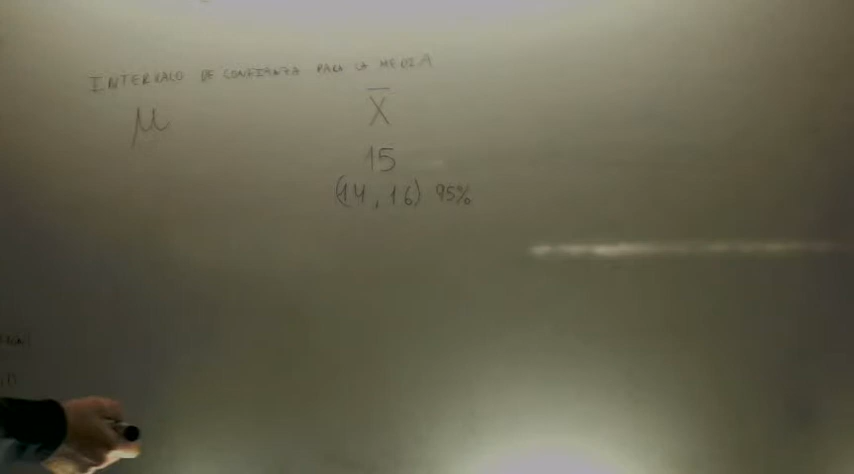 INTERVALO DE CONFIANZA PARA LA MEDIA
μ X̅
15
(14, 16) 95%